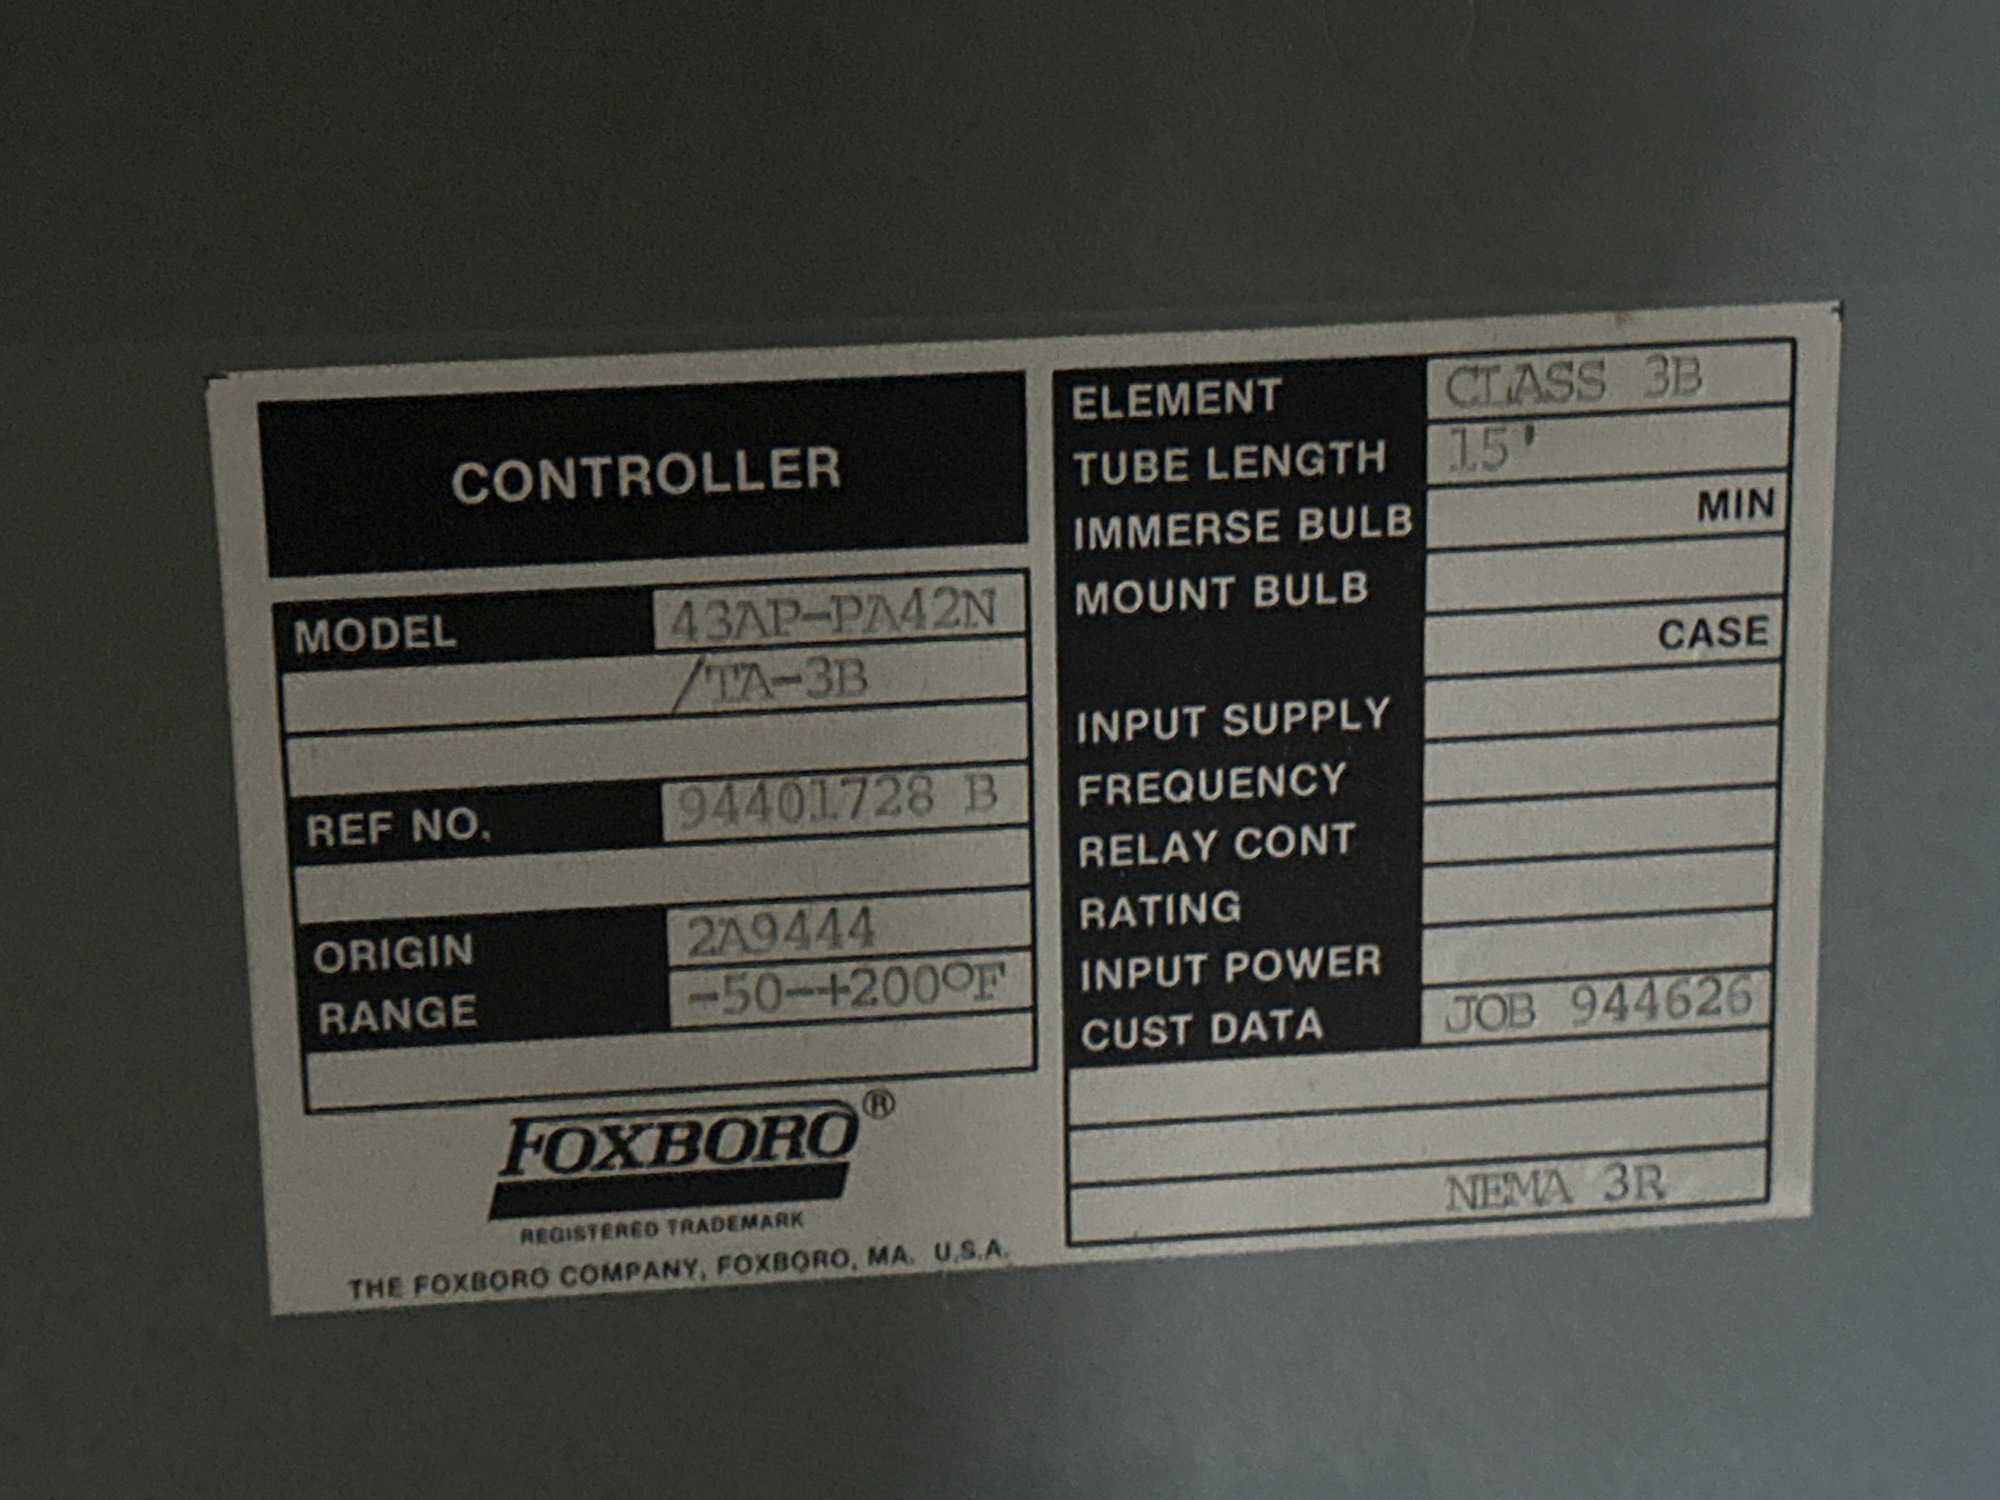 CONTROLLER
MODEL 43AP-PA42N
/TA-3B
REF NO. 94401728 B
ORIGIN 2A9444
RANGE -50-+200°F
FOXBORO®
REGISTERED TRADEMARK
THE FOXBORO COMPANY, FOXBORO, MA. U.S.A.
ELEMENT CLASS 3B
TUBE LENGTH 15'
IMMERSE BULB MIN
MOUNT BULB
CASE
INPUT SUPPLY
FREQUENCY
RELAY CONT
RATING
INPUT POWER
CUST DATA JOB 944626
NEMA 3R